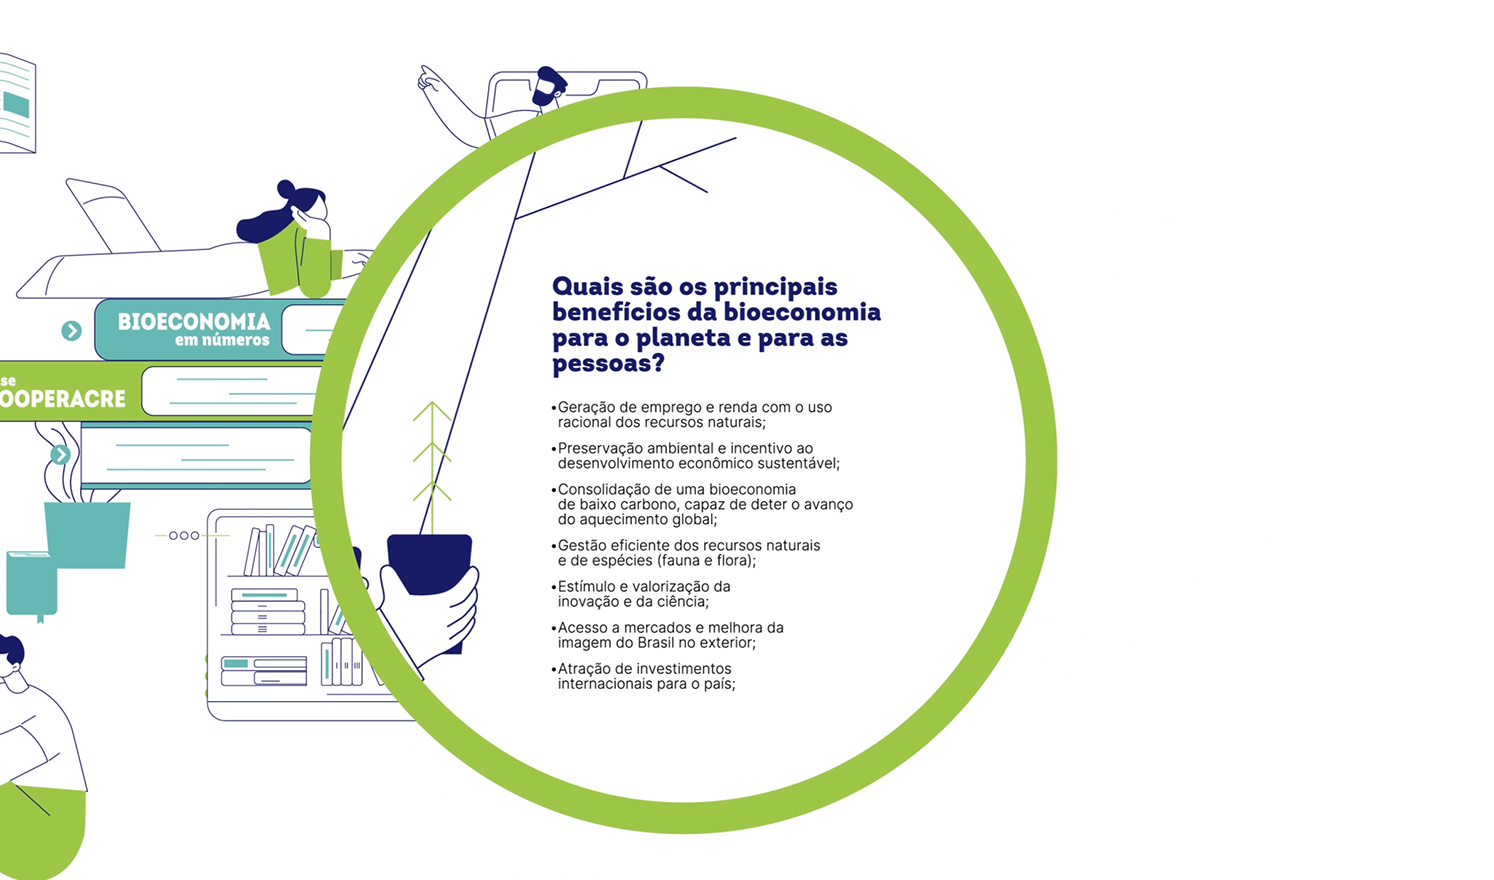 BIOECONOMIA
em números
se
OOPERACRE
Quais são os principais
benefícios da bioeconomia
para o planeta e para as
pessoas?
•Geração de emprego e renda com o uso
racional dos recursos naturais;
•Preservação ambiental e incentivo ao
desenvolvimento econômico sustentável;
•Consolidação de uma bioeconomia
de baixo carbono, capaz de deter o avanço
do aquecimento global;
•Gestão eficiente dos recursos naturais
e de espécies (fauna e flora);
•Estímulo e valorização da
inovação e da ciência;
•Acesso a mercados e melhora da
imagem do Brasil no exterior;
•Atração de investimentos
internacionais para o país;